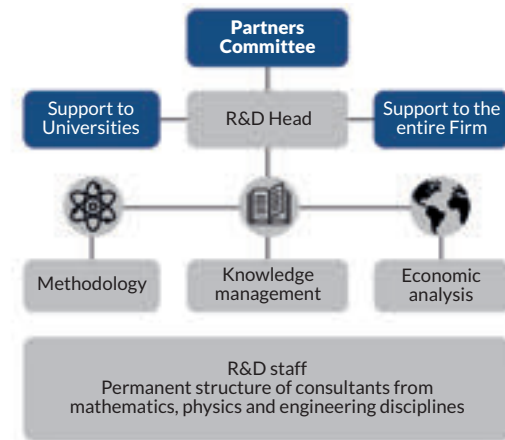 Partners
Committee
Support to
Universities
R&D Head
Support to the
entire Firm
Methodology
Knowledge
management
Economic
analysis
R&D staff
Permanent structure of consultants from
mathematics, physics and engineering disciplines